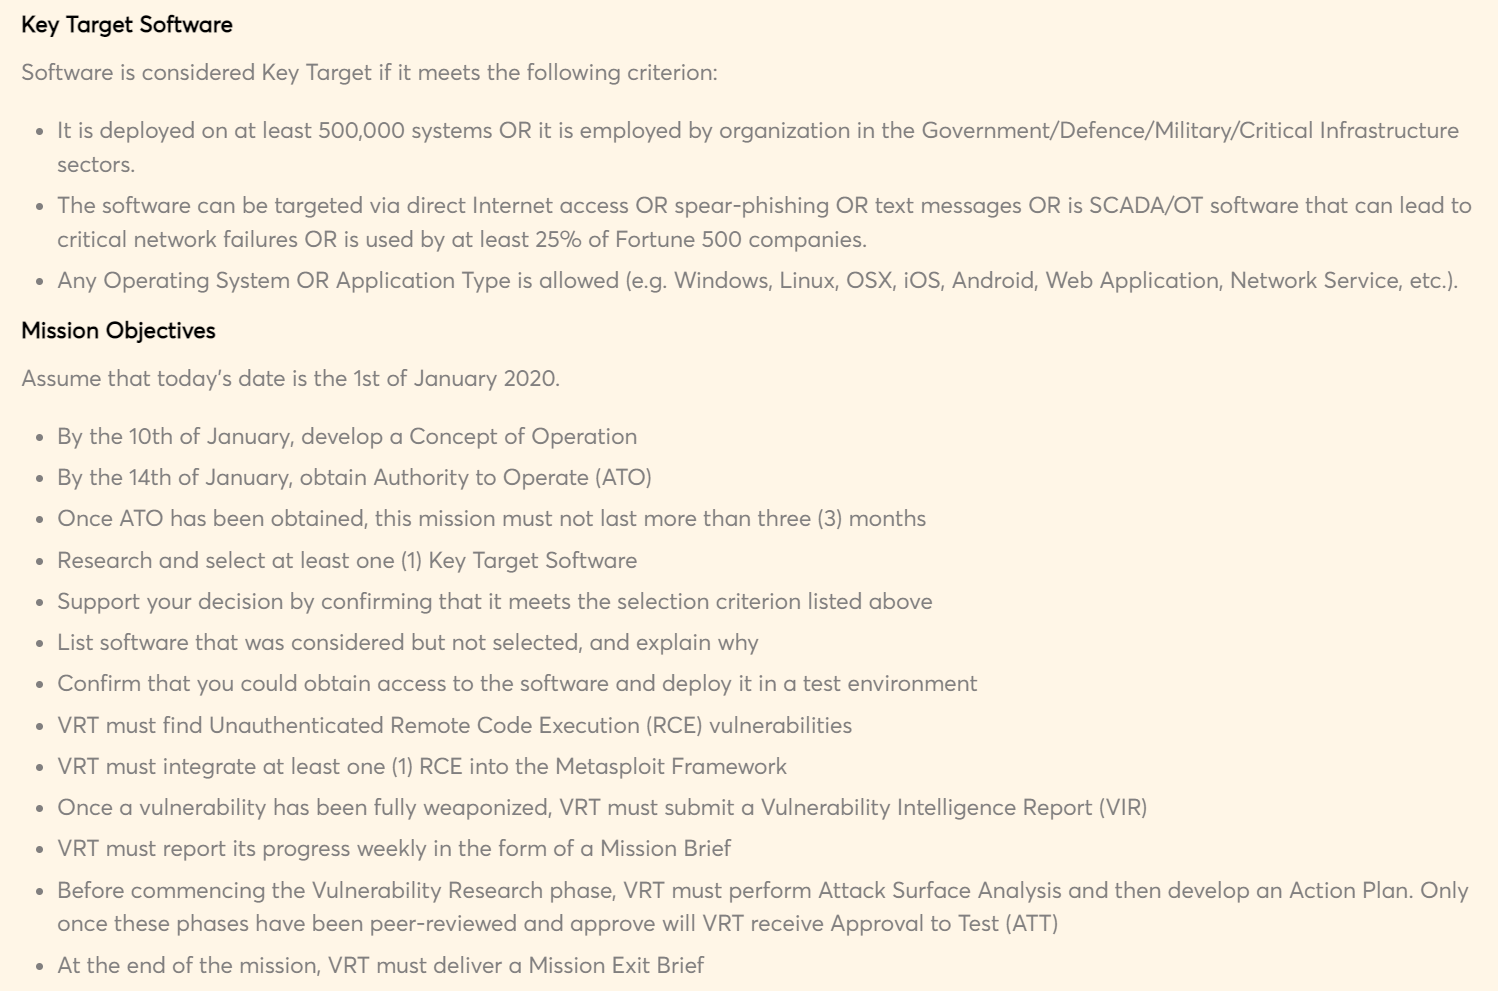 Key Target Software
Software is considered Key Target if it meets the following criterion:
• It is deployed on at least 500,000 systems OR it is employed by organization in the Government/Defence/Military/Critical Infrastructure
sectors.
• The software can be targeted via direct Internet access OR spear-phishing OR text messages OR is SCADA/OT software that can lead to
critical network failures OR is used by at least 25% of Fortune 500 companies.
• Any Operating System OR Application Type is allowed (e.g. Windows, Linux, OSX, iOS, Android, Web Application, Network Service, etc.).
Mission Objectives
Assume that today's date is the 1st of January 2020.
• By the 10th of January, develop a Concept of Operation
• By the 14th of January, obtain Authority to Operate (ATO)
• Once ATO has been obtained, this mission must not last more than three (3) months
• Research and select at least one (1) Key Target Software
• Support your decision by confirming that it meets the selection criterion listed above
• List software that was considered but not selected, and explain why
• Confirm that you could obtain access to the software and deploy it in a test environment
• VRT must find Unauthenticated Remote Code Execution (RCE) vulnerabilities
• VRT must integrate at least one (1) RCE into the Metasploit Framework
• Once a vulnerability has been fully weaponized, VRT must submit a Vulnerability Intelligence Report (VIR)
• VRT must report its progress weekly in the form of a Mission Brief
• Before commencing the Vulnerability Research phase, VRT must perform Attack Surface Analysis and then develop an Action Plan. Only
once these phases have been peer-reviewed and approve will VRT receive Approval to Test (ATT)
• At the end of the mission, VRT must deliver a Mission Exit Brief